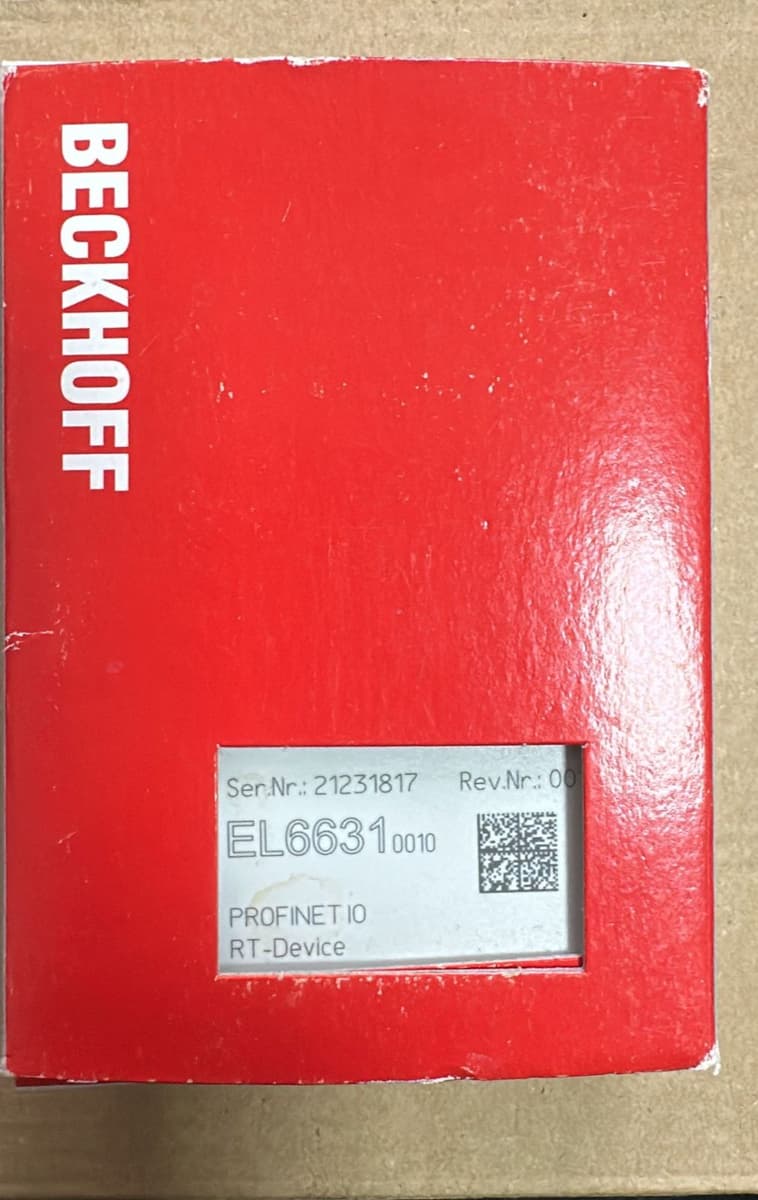 BECKHOFF
Ser.Nr.: 21231817 Rev.Nr.: 00
EL6631 0010
PROFINET IO
RT-Device